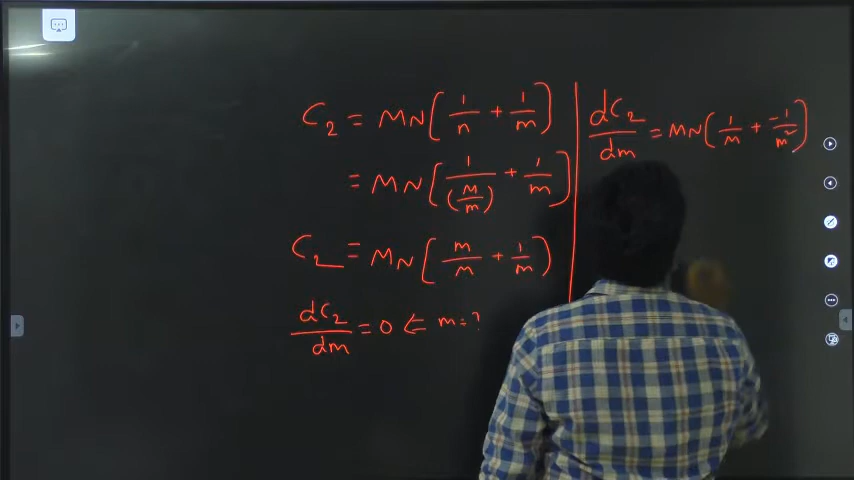 C₂ = MN(1/n + 1/m)
= MN(1/(M/m) + 1/m)
C₂ = MN(m/M + 1/m)
dC₂/dm = 0 ⇐ m = ?
dC₂/dm = MN(1/M + -1/m²)